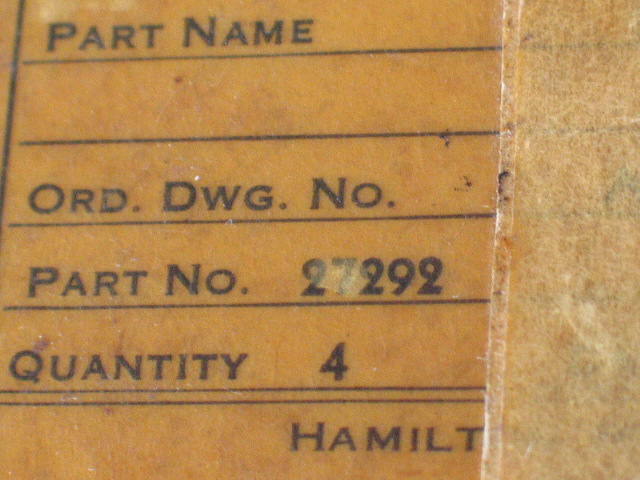 PART NAME
ORD. DWG. NO.
PART NO. 27292
QUANTITY 4
HAMILT